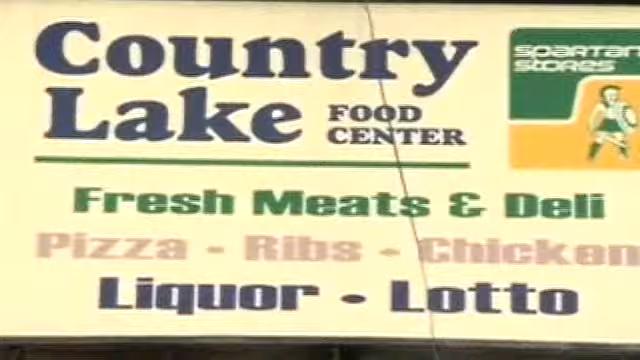 Country
Lake FOOD CENTER
SPARTAN STORES
Fresh Meats & Deli
Pizza • Ribs • Chicken
Liquor • Lotto